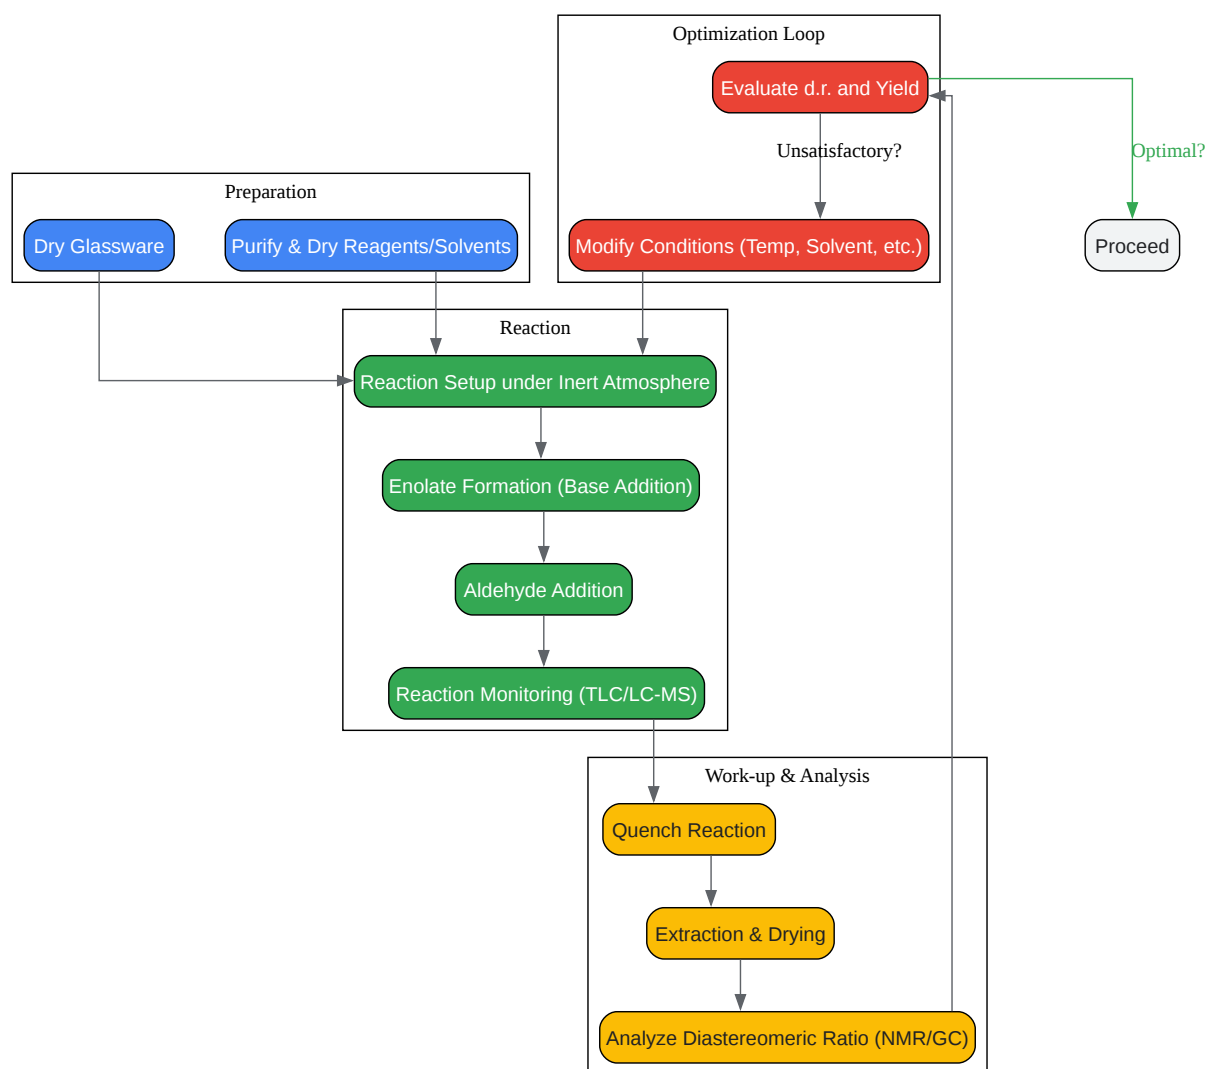 Optimization Loop
Evaluate d.r. and Yield
Unsatisfactory?
Optimal?
Preparation
Dry Glassware
Purify & Dry Reagents/Solvents
Modify Conditions (Temp, Solvent, etc.)
Proceed
Reaction
Reaction Setup under Inert Atmosphere
Enolate Formation (Base Addition)
Aldehyde Addition
Reaction Monitoring (TLC/LC-MS)
Work-up & Analysis
Quench Reaction
Extraction & Drying
Analyze Diastereomeric Ratio (NMR/GC)